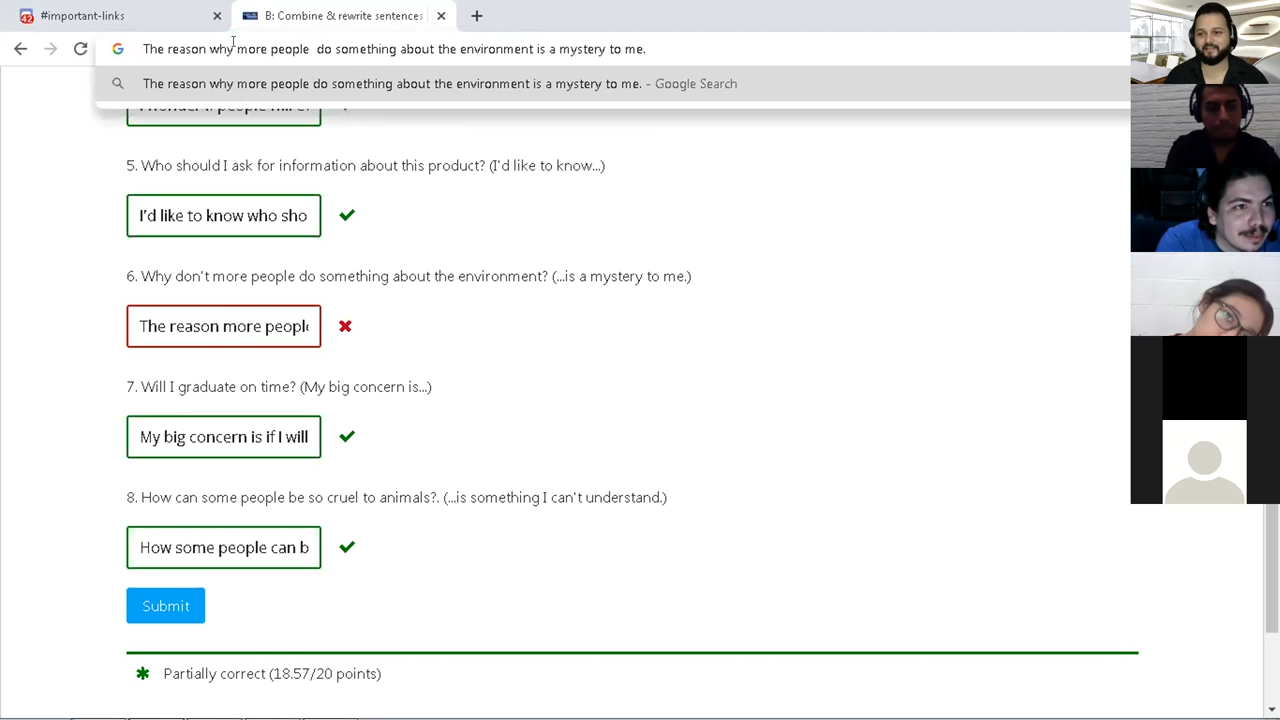 42
#important-links
B: Combine & rewrite sentences
The reason why more people  do something about the environment is a mystery to me.
The reason why more people do something about the environment is a mystery to me. - Google Search
5. Who should I ask for information about this product? (I'd like to know...)
I'd like to know who sho
6. Why don't more people do something about the environment? (...is a mystery to me.)
The reason more people
7. Will I graduate on time? (My big concern is...)
My big concern is if I will
8. How can some people be so cruel to animals?. (...is something I can't understand.)
How some people can b
Submit
Partially correct (18.57/20 points)